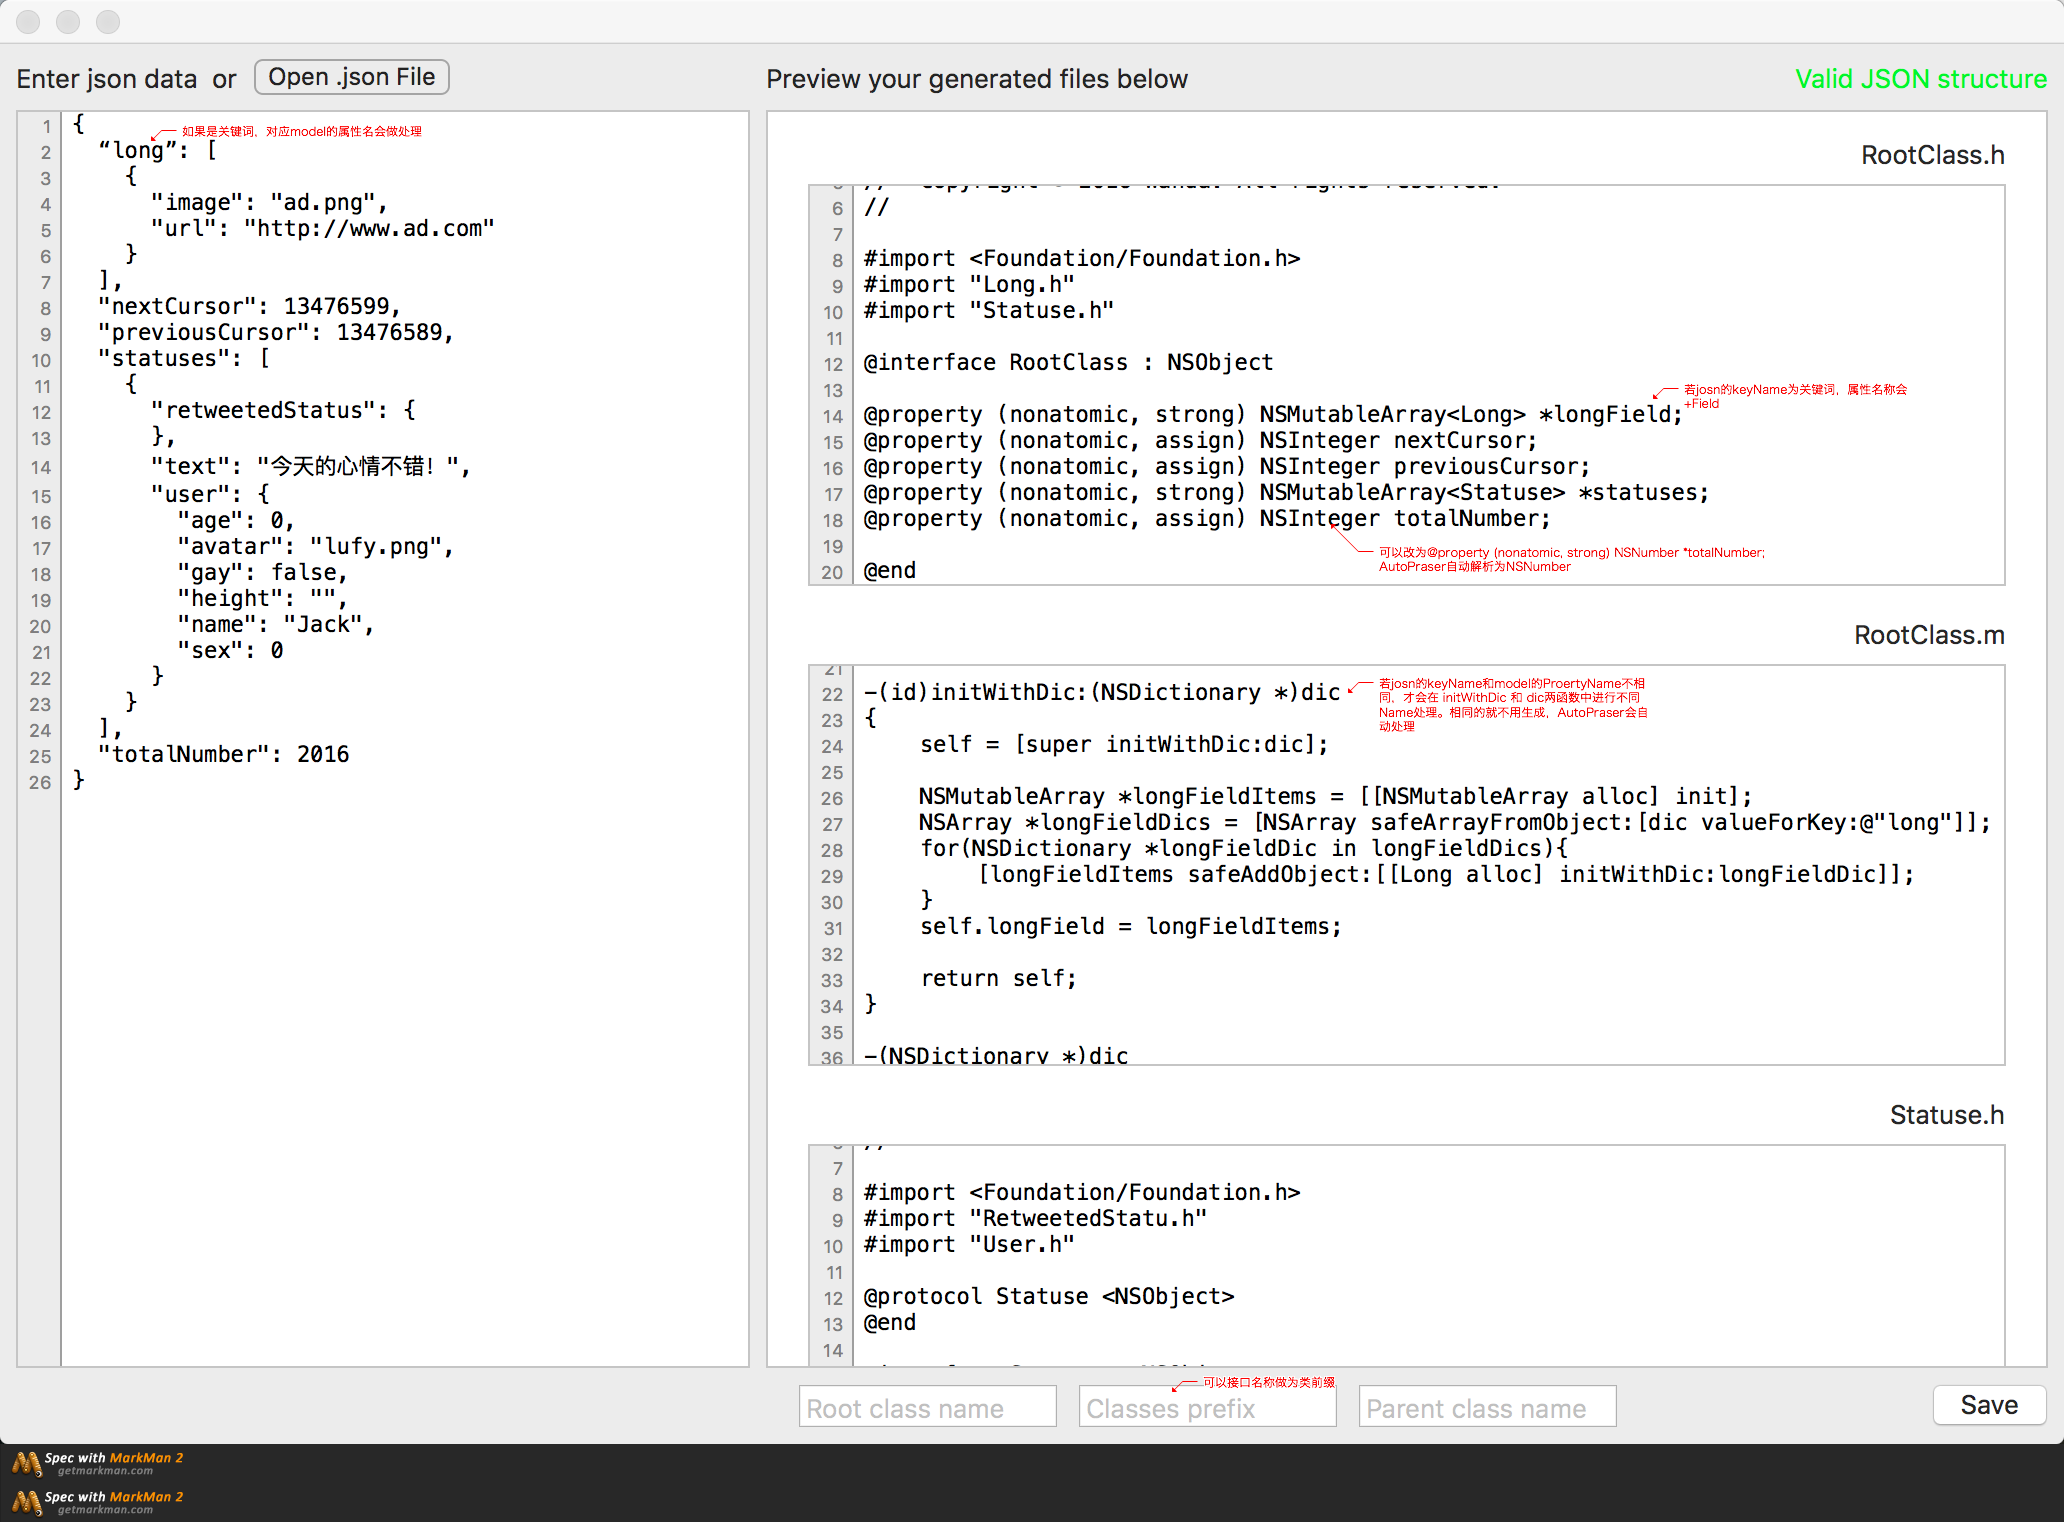 Enter json data or Open .json File
Preview your generated files below
Valid JSON structure
1 {
如果是关键词，对应model的属性名会做处理
2 “long”: [
3 {
4 "image": "ad.png",
5 "url": "http://www.ad.com"
6 }
7 ],
8 "nextCursor": 13476599,
9 "previousCursor": 13476589,
10 "statuses": [
11 {
12 "retweetedStatus": {
13 },
14 "text": "今天的心情不错！",
15 "user": {
16 "age": 0,
17 "avatar": "lufy.png",
18 "gay": false,
19 "height": "",
20 "name": "Jack",
21 "sex": 0
22 }
23 }
24 ],
25 "totalNumber": 2016
26 }
RootClass.h
6 //
7
8 #import <Foundation/Foundation.h>
9 #import "Long.h"
10 #import "Statuse.h"
11
12 @interface RootClass : NSObject
13
若josn的keyName为关键词，属性名称会
+Field
14 @property (nonatomic, strong) NSMutableArray<Long> *longField;
15 @property (nonatomic, assign) NSInteger nextCursor;
16 @property (nonatomic, assign) NSInteger previousCursor;
17 @property (nonatomic, strong) NSMutableArray<Statuse> *statuses;
18 @property (nonatomic, assign) NSInteger totalNumber;
19
可以改为@property (nonatomic, strong) NSNumber *totalNumber;
AutoPraser自动解析为NSNumber
20 @end
RootClass.m
21
22 -(id)initWithDic:(NSDictionary *)dic
若josn的keyName和model的ProertyName不相
同，才会在 initWithDic 和 dic两函数中进行不同
Name处理。相同的就不用生成，AutoPraser会自
动处理
23 {
24 self = [super initWithDic:dic];
25
26 NSMutableArray *longFieldItems = [[NSMutableArray alloc] init];
27 NSArray *longFieldDics = [NSArray safeArrayFromObject:[dic valueForKey:@"long"]];
28 for(NSDictionary *longFieldDic in longFieldDics){
29 [longFieldItems safeAddObject:[[Long alloc] initWithDic:longFieldDic]];
30 }
31 self.longField = longFieldItems;
32
33 return self;
34 }
35
36 -(NSDictionary *)dic
Statuse.h
7
8 #import <Foundation/Foundation.h>
9 #import "RetweetedStatu.h"
10 #import "User.h"
11
12 @protocol Statuse <NSObject>
13 @end
14
可以接口名称做为类前缀
Root class name
Classes prefix
Parent class name
Save
Spec with MarkMan 2
getmarkman.com
Spec with MarkMan 2
getmarkman.com